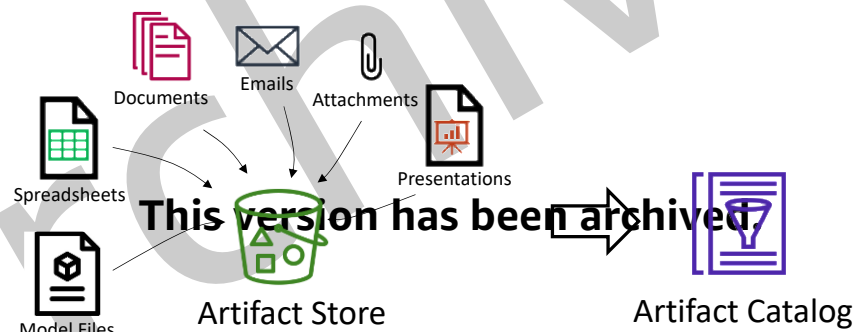 Emails
Documents
Attachments
Presentations
Spreadsheets
This version has been archived.
Artifact Store
Artifact Catalog
Model Files